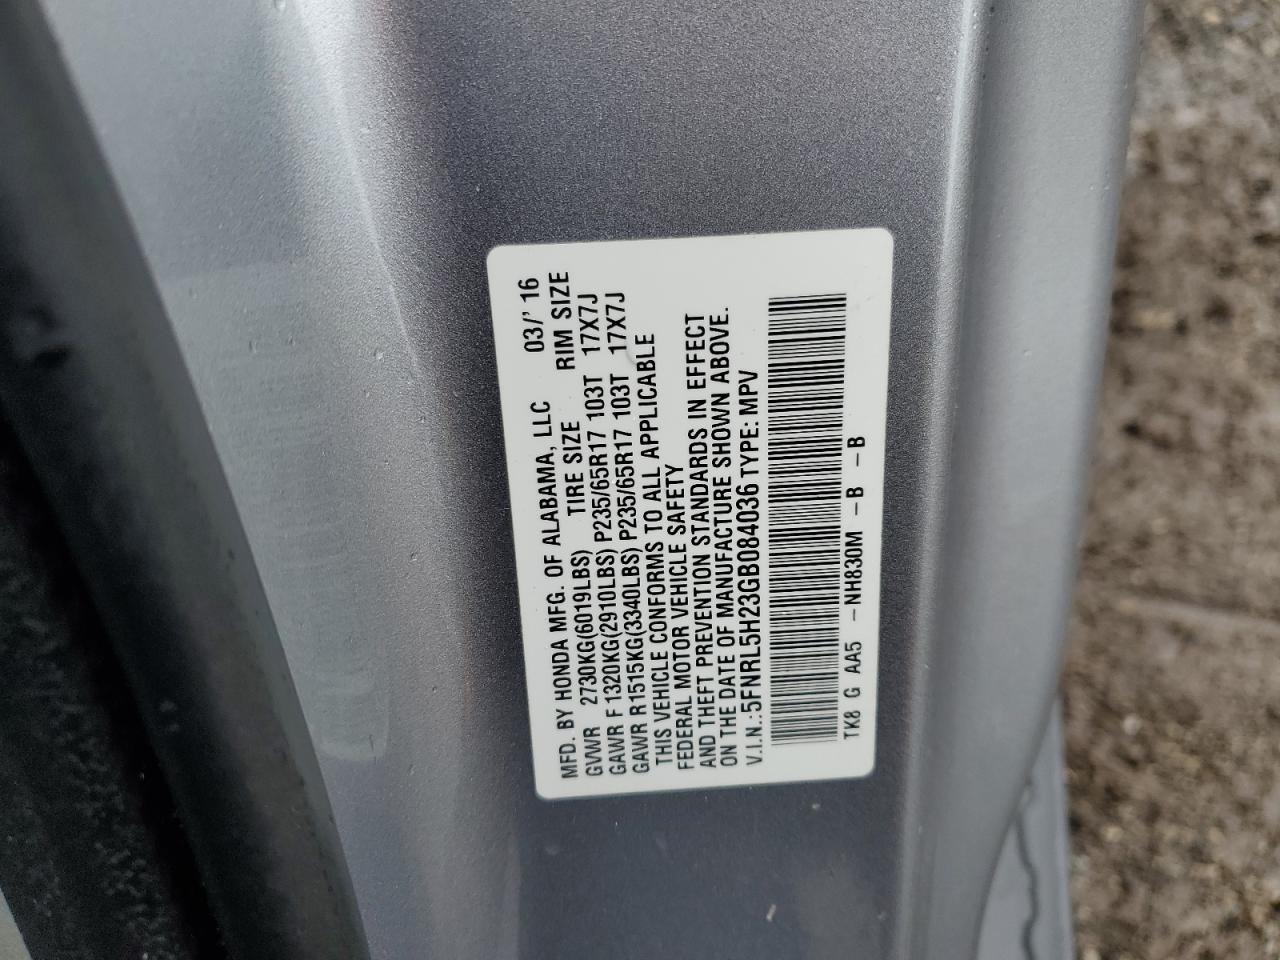 MFD. BY HONDA MFG. OF ALABAMA, LLC 03/' 16
GVWR 2730KG(6019LBS) TIRE SIZE RIM SIZE
GAWR F 1320KG(2910LBS) P235/65R17 103T 17X7J
GAWR R 1515KG(3340LBS) P235/65R17 103T 17X7J
THIS VEHICLE CONFORMS TO ALL APPLICABLE
FEDERAL MOTOR VEHICLE SAFETY
AND THEFT PREVENTION STANDARDS IN EFFECT
ON THE DATE OF MANUFACTURE SHOWN ABOVE.
V.I.N.:5FNRL5H23GB084036 TYPE: MPV
TK8 G AA5 -NH830M -B -B